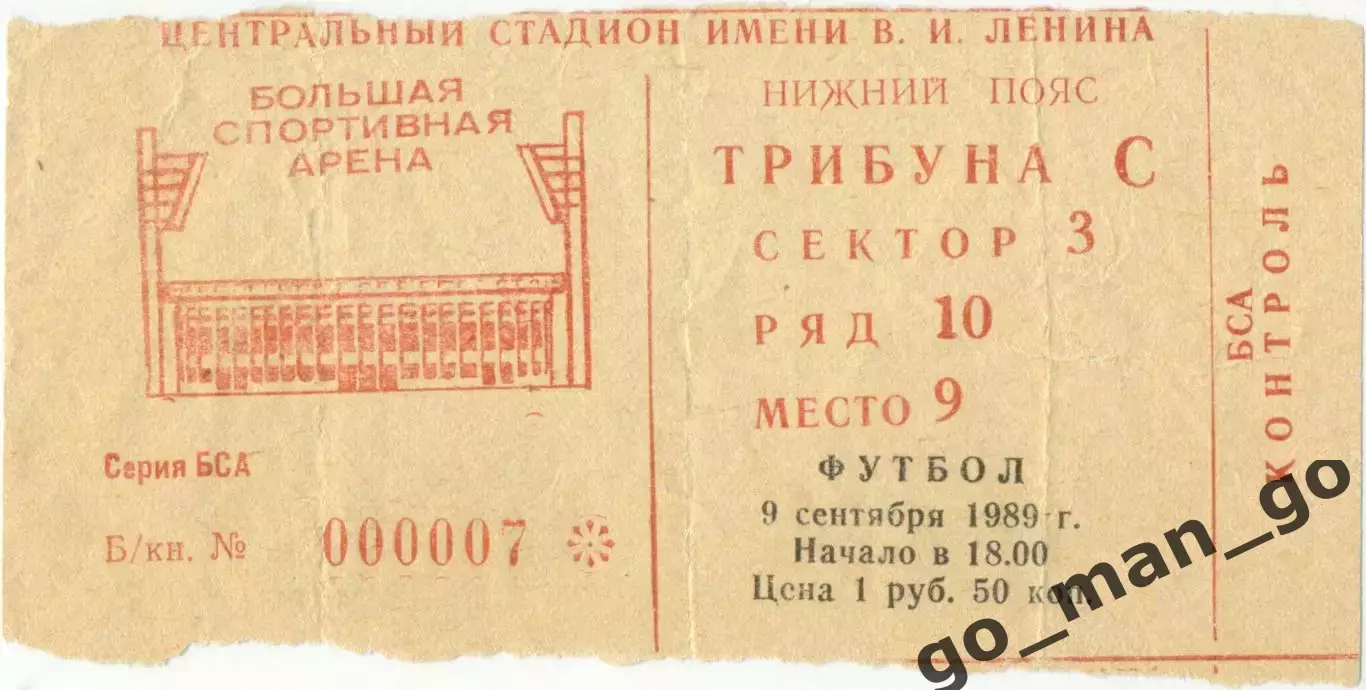 ЦЕНТРАЛЬНЫЙ СТАДИОН ИМЕНИ В. И. ЛЕНИНА
БОЛЬШАЯ
СПОРТИВНАЯ
АРЕНА
Серия БСА
Б/кн. № 000007
НИЖНИЙ ПОЯС
ТРИБУНА С
СЕКТОР 3
РЯД 10
МЕСТО 9
ФУТБОЛ
9 сентября 1989 г.
Начало в 18.00
Цена 1 руб. 50 коп.
БСА
КОНТРОЛЬ
go_man_go